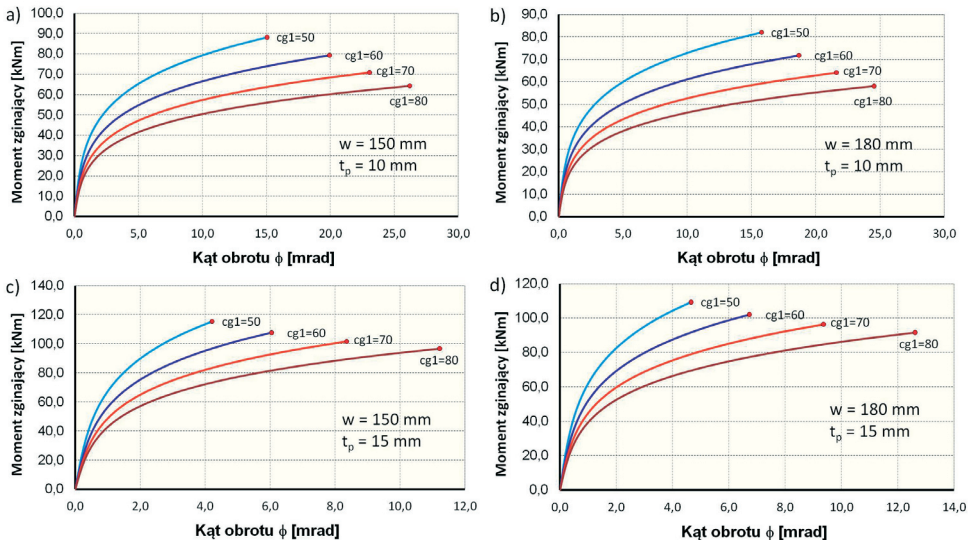 a)
Moment zginający [kNm]
100,0
90,0
80,0
70,0
60,0
50,0
40,0
30,0
20,0
10,0
0,0
cg1=50
cg1=60
cg1=70
cg1=80
w = 150 mm
tp = 10 mm
0,0 5,0 10,0 15,0 20,0 25,0 30,0
Kąt obrotu ϕ [mrad]
b)
Moment zginający [kNm]
90,0
80,0
70,0
60,0
50,0
40,0
30,0
20,0
10,0
0,0
cg1=50
cg1=60
cg1=70
cg1=80
w = 180 mm
tp = 10 mm
0,0 5,0 10,0 15,0 20,0 25,0 30,0
Kąt obrotu ϕ [mrad]
c)
Moment zginający [kNm]
140,0
120,0
100,0
80,0
60,0
40,0
20,0
0,0
cg1=50
cg1=60
cg1=70
cg1=80
w = 150 mm
tp = 15 mm
0,0 2,0 4,0 6,0 8,0 10,0 12,0
Kąt obrotu ϕ [mrad]
d)
Moment zginający [kNm]
120,0
100,0
80,0
60,0
40,0
20,0
0,0
cg1=50
cg1=60
cg1=70
cg1=80
w = 180 mm
tp = 15 mm
0,0 2,0 4,0 6,0 8,0 10,0 12,0 14,0
Kąt obrotu ϕ [mrad]